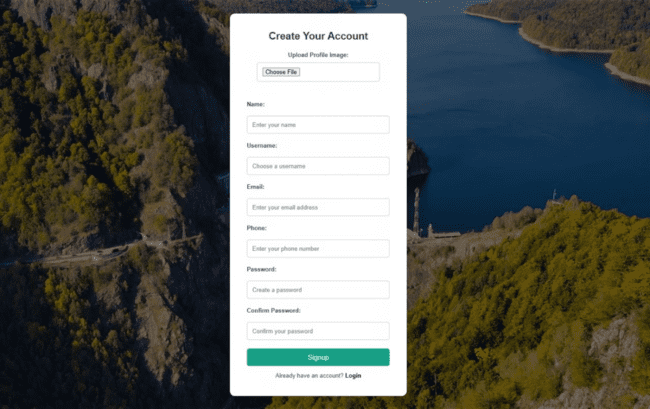 Create Your Account
Upload Profile Image:
Choose File
Name:
Enter your name
Username:
Choose a username
Email:
Enter your email address
Phone:
Enter your phone number
Password:
Create a password
Confirm Password:
Confirm your password
Signup
Already have an account? Login